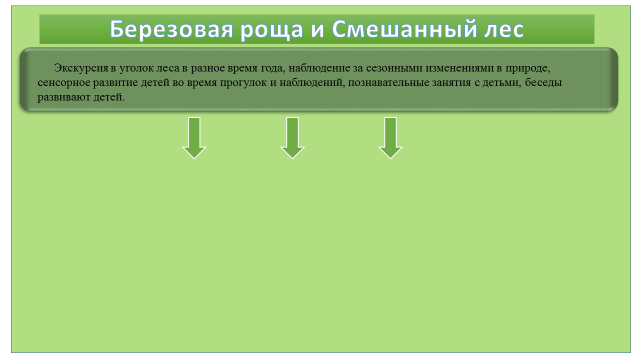 Березовая роща и Смешанный лес
Экскурсия в уголок леса в разное время года, наблюдение за сезонными изменениями в природе,
сенсорное развитие детей во время прогулок и наблюдений, познавательные занятия с детьми, беседы
развивают детей.